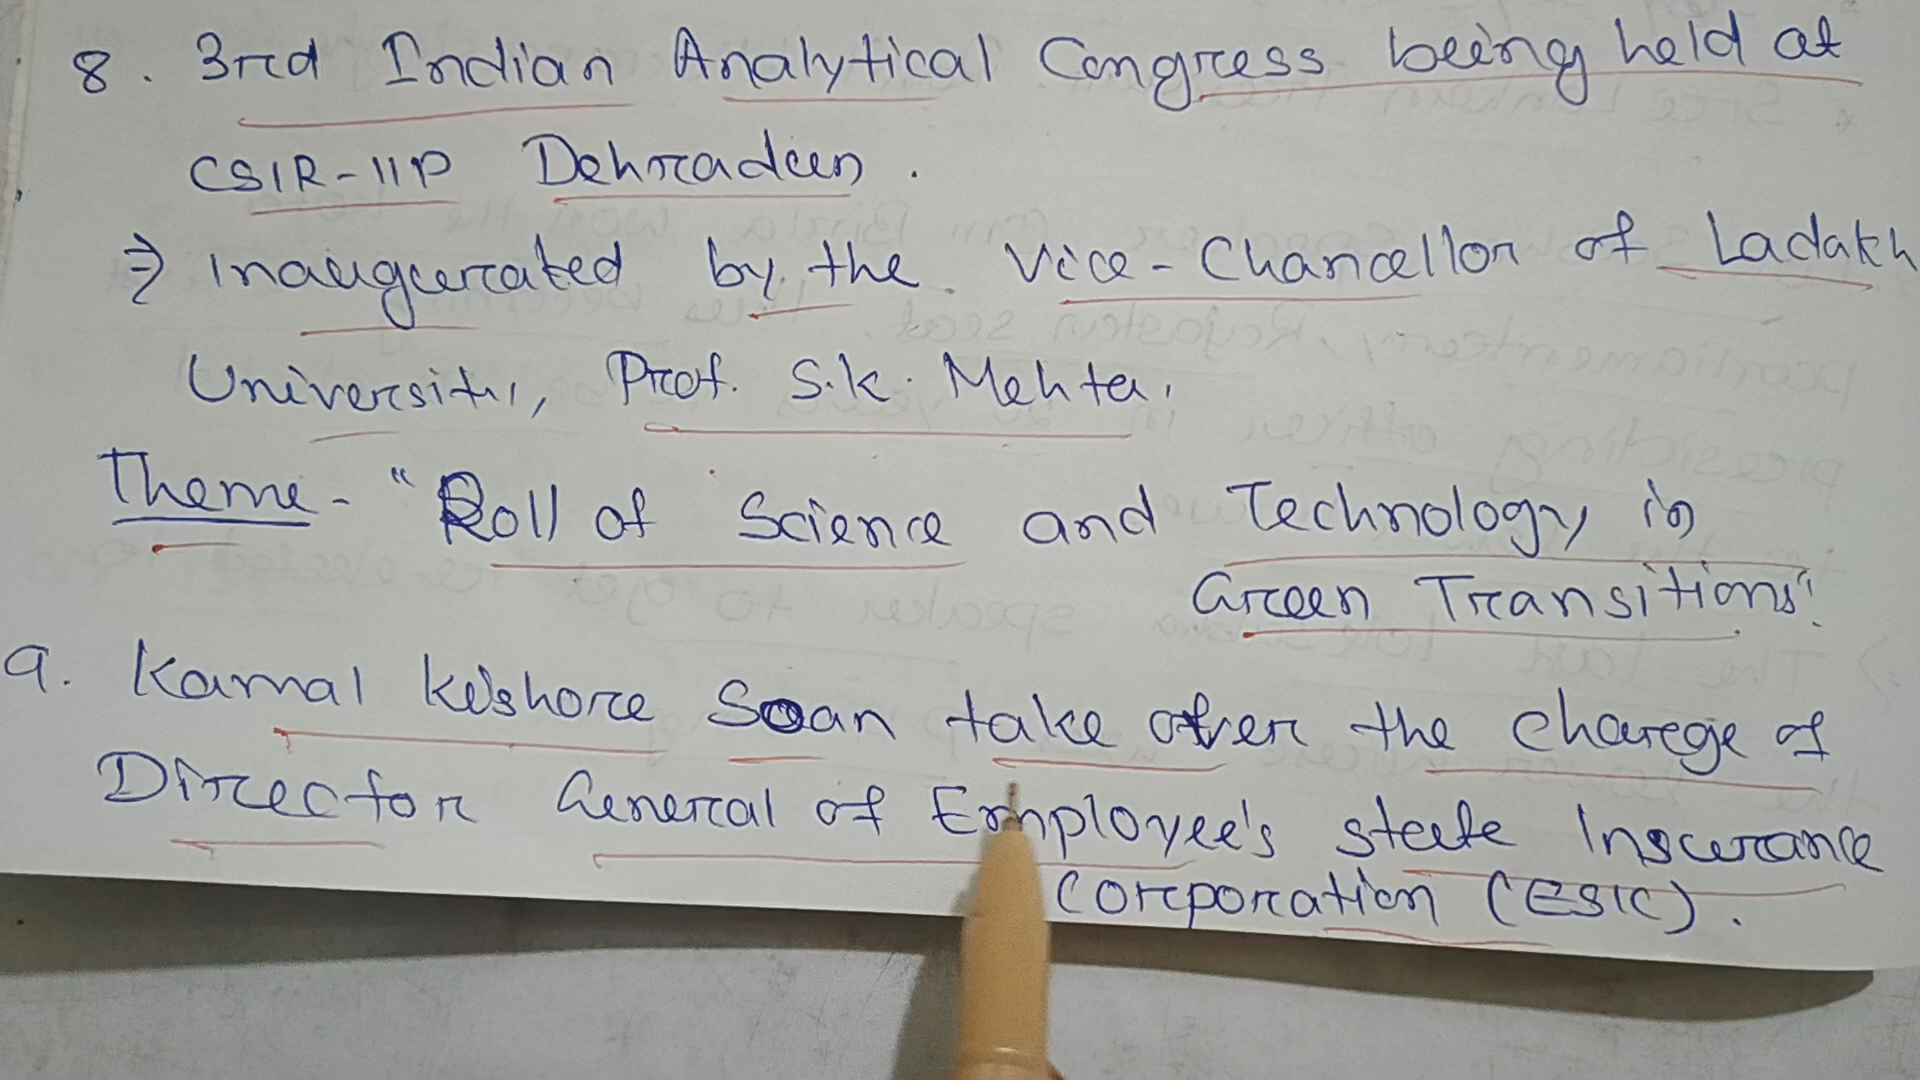 8. 3rd Indian Analytical Congress being held at
CSIR-IIP Dehradun.
⇒ inaugurated by the Vice-Chancellor of Ladakh
University, Prof. S.K. Mehta.
Theme - "Roll of Science and Technology in
Green Transitions".
9. Kamal Kishore Soan take over the charge of
Director General of Employee's state Insurance
Corporation (ESIC).